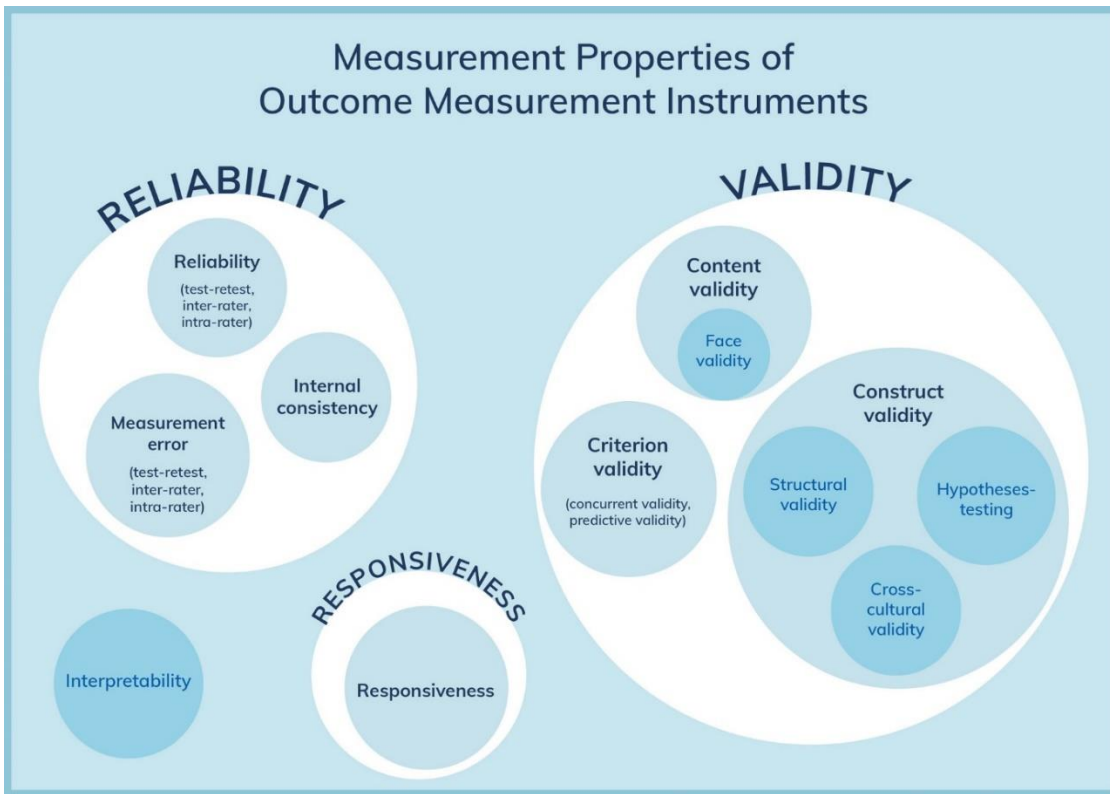 Measurement Properties of
Outcome Measurement Instruments
RELIABILITY
Reliability
(test-retest,
inter-rater,
intra-rater)
Internal
consistency
Measurement
error
(test-retest,
inter-rater,
intra-rater)
VALIDITY
Content
validity
Face
validity
Criterion
validity
(concurrent validity,
predictive validity)
Construct
validity
Structural
validity
Hypotheses-
testing
Cross-
cultural
validity
RESPONSIVENESS
Responsiveness
Interpretability